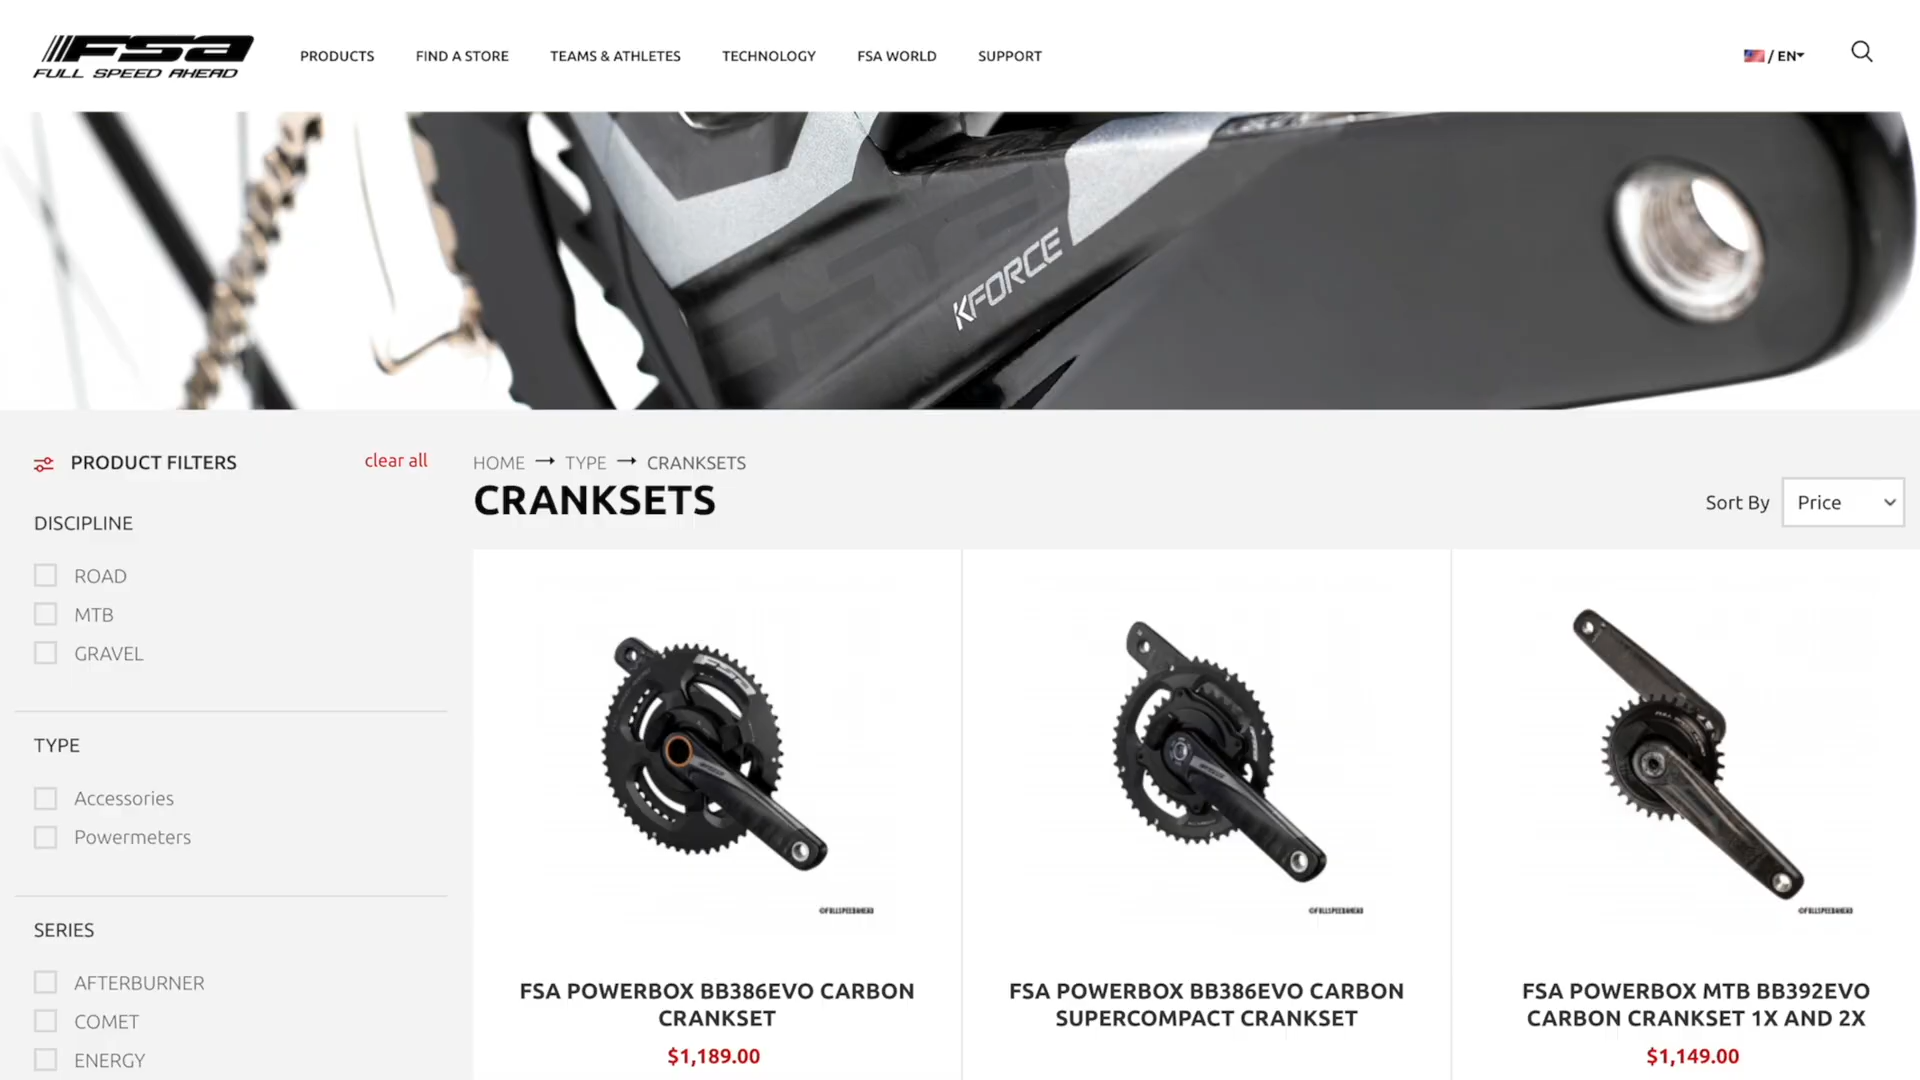 FSA
FULL SPEED AHEAD
PRODUCTS
FIND A STORE
TEAMS & ATHLETES
TECHNOLOGY
FSA WORLD
SUPPORT
/ EN
KFORCE
PRODUCT FILTERS
clear all
DISCIPLINE
ROAD
MTB
GRAVEL
TYPE
Accessories
Powermeters
SERIES
AFTERBURNER
COMET
ENERGY
HOME → TYPE → CRANKSETS
CRANKSETS
Sort By
Price
©FULLSPEEDAHEAD
FSA POWERBOX BB386EVO CARBON
CRANKSET
$1,189.00
©FULLSPEEDAHEAD
FSA POWERBOX BB386EVO CARBON
SUPERCOMPACT CRANKSET
©FULLSPEEDAHEAD
FSA POWERBOX MTB BB392EVO
CARBON CRANKSET 1X AND 2X
$1,149.00